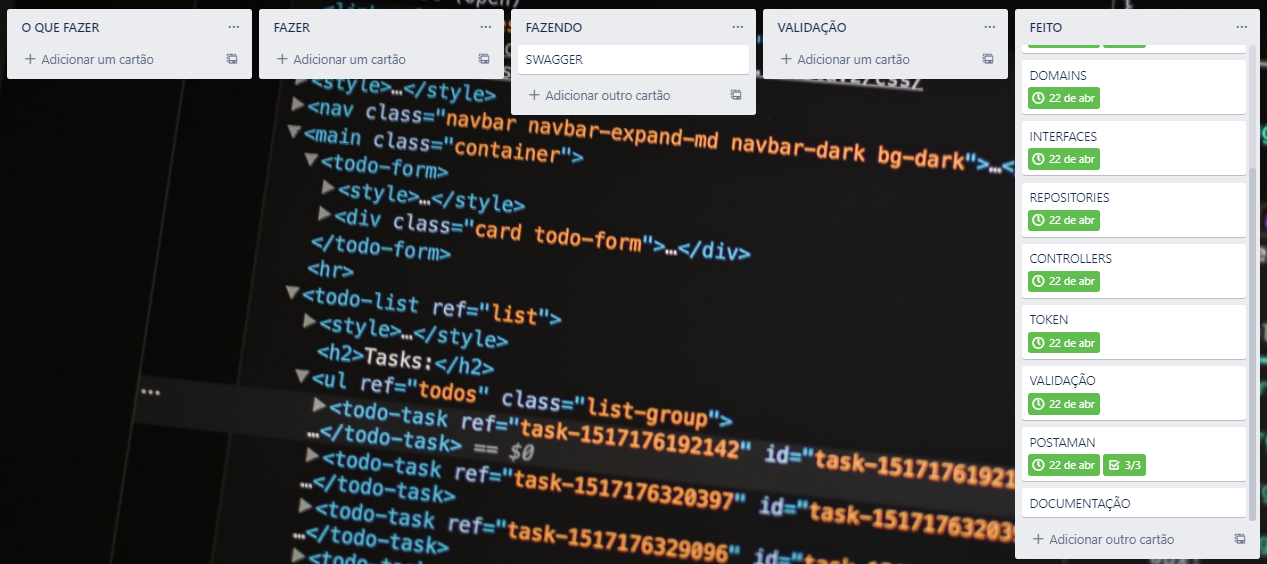 O QUE FAZER
Adicionar um cartão
FAZER
Adicionar um cartão
FAZENDO
SWAGGER
Adicionar outro cartão
VALIDAÇÃO
Adicionar um cartão
FEITO
DOMAINS
22 de abr
INTERFACES
22 de abr
REPOSITORIES
22 de abr
CONTROLLERS
22 de abr
TOKEN
22 de abr
VALIDAÇÃO
22 de abr
POSTAMAN
22 de abr 3/3
DOCUMENTAÇÃO
Adicionar outro cartão
<style>…</style>
<nav class="navbar navbar-expand-md navbar-dark bg-dark">…</
<main class="container">
<todo-form>
<style>…</style>
<div class="card todo-form">…</div>
</todo-form>
<hr>
<todo-list ref="list">
<style>…</style>
<h2>Tasks:</h2>
<ul ref="todos" class="list-group">
<todo-task ref="task-1517176192142" id="task-1517176192
…</todo-task> == $0
<todo-task ref="task-1517176320397" id="task-151717632039
…</todo-task>
<todo-task ref="task-1517176329096" id="task-
…</todo-task>